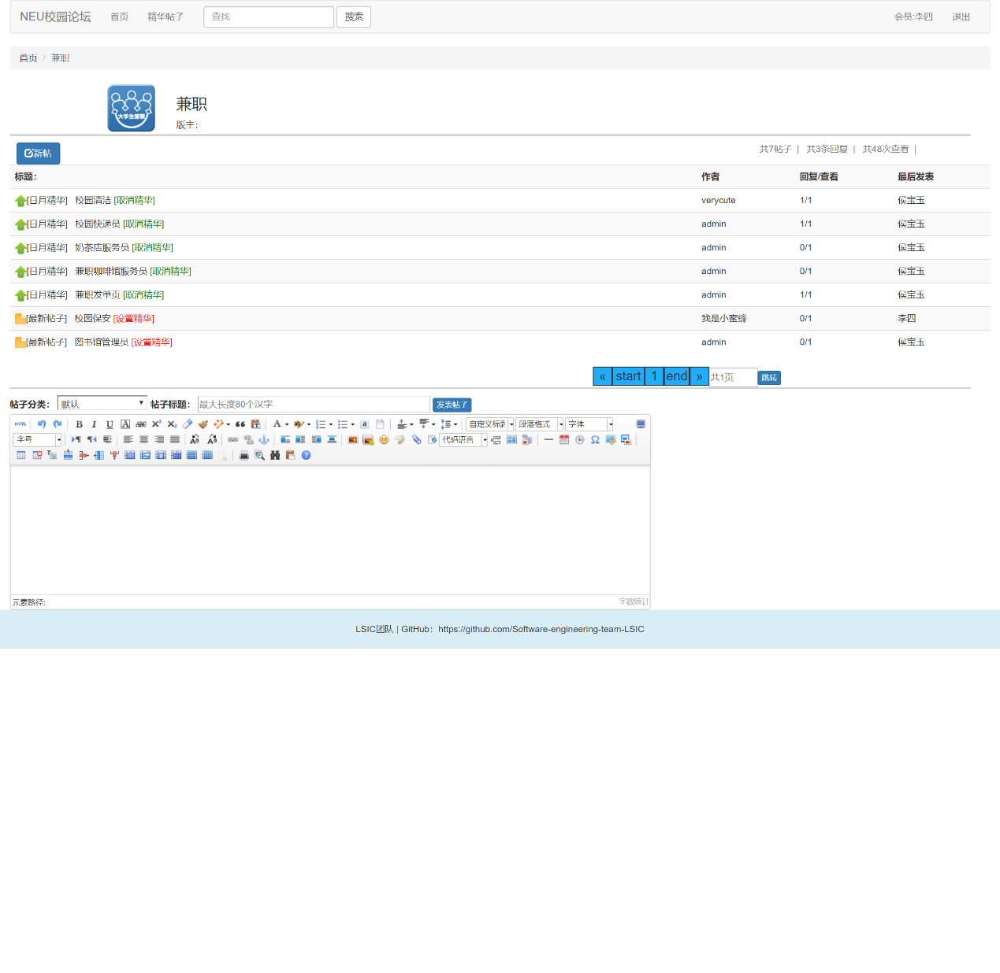 NEU校园论坛 首页 精华帖子 查找 搜索 会员:李四 退出
首页 / 兼职
大学生兼职
兼职
版主：
新帖 共7帖子 | 共3条回复 | 共48次查看 |
标题： 作者 回复/查看 最后发表
[日月精华] 校园清洁 [取消精华] verycute 1/1 侯宝玉
[日月精华] 校园快递员 [取消精华] admin 1/1 侯宝玉
[日月精华] 奶茶店服务员 [取消精华] admin 0/1 侯宝玉
[日月精华] 兼职咖啡馆服务员 [取消精华] admin 0/1 侯宝玉
[日月精华] 兼职发单页 [取消精华] admin 1/1 侯宝玉
[最新帖子] 校园保安 [设置精华] 我是小蜜蜂 0/1 李四
[最新帖子] 图书馆管理员 [设置精华] admin 0/1 侯宝玉
« start 1 end » 共1页 跳转
帖子分类： 默认 帖子标题： 最大长度80个汉字 发表帖子
HTML B I U A ABC X² X₂ A ab a 自定义标题 段落格式 字体
字号 代码语言
元素路径: 字数统计
LSIC团队 | GitHub：https://github.com/Software-engineering-team-LSIC